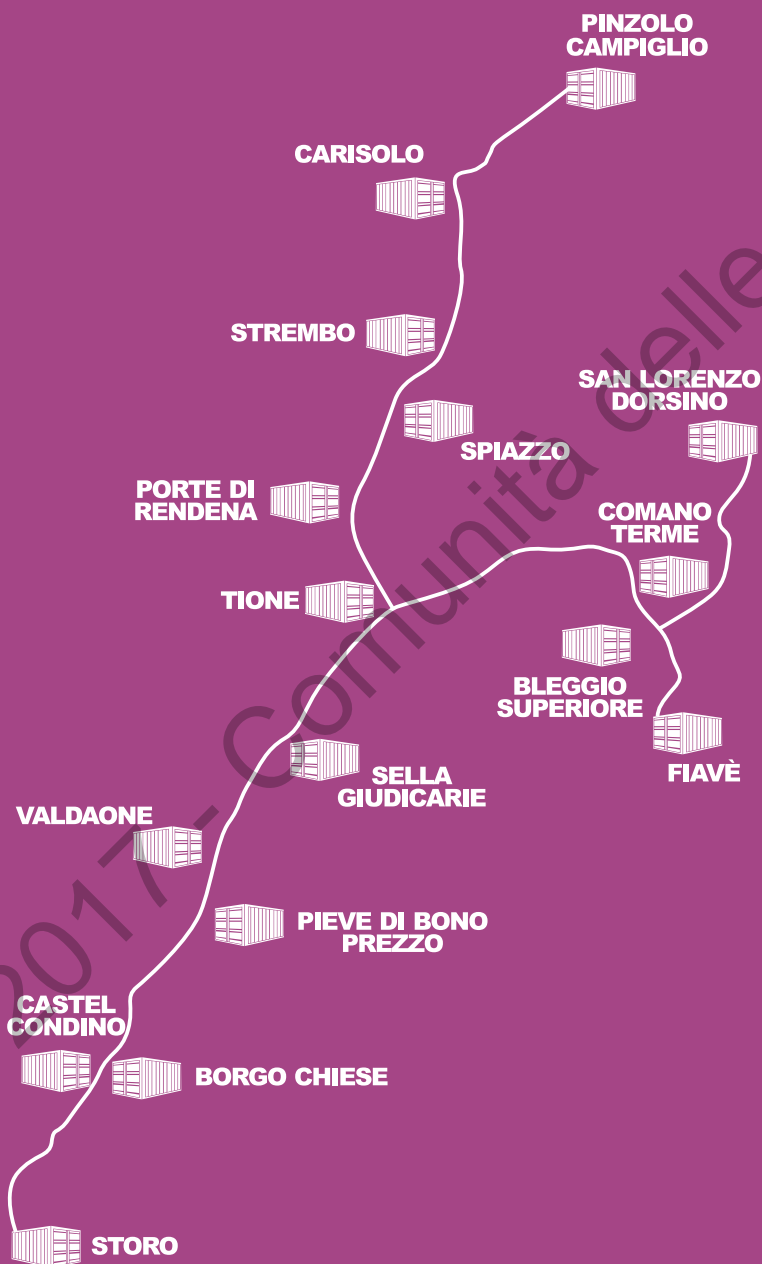 PINZOLO
CAMPIGLIO
CARISOLO
STREMBO
SAN LORENZO
DORSINO
SPIAZZO
PORTE DI
RENDENA
COMANO
TERME
TIONE
BLEGGIO
SUPERIORE
FIAVÈ
SELLA
GIUDICARIE
VALDAONE
PIEVE DI BONO
PREZZO
CASTEL
CONDINO
BORGO CHIESE
STORO
2017 - Comunità delle